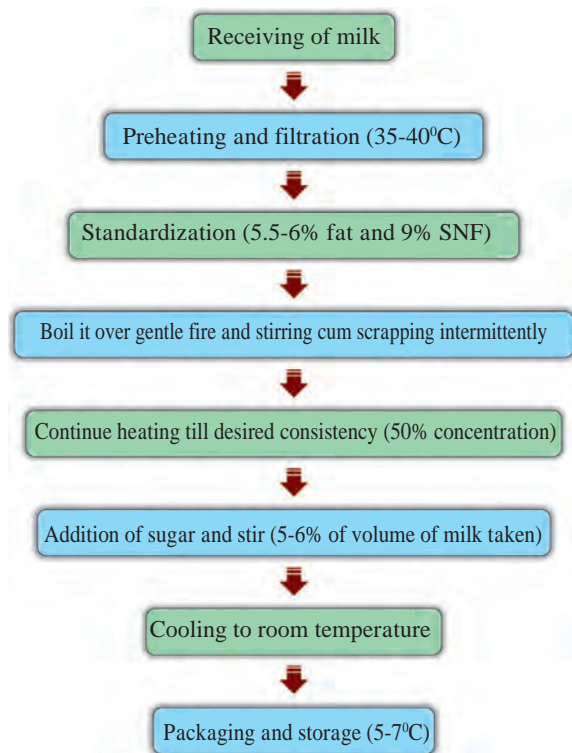 Receiving of milk
Preheating and filtration (35-40⁰C)
Standardization (5.5-6% fat and 9% SNF)
Boil it over gentle fire and stirring cum scrapping intermittently
Continue heating till desired consistency (50% concentration)
Addition of sugar and stir (5-6% of volume of milk taken)
Cooling to room temperature
Packaging and storage (5-7⁰C)